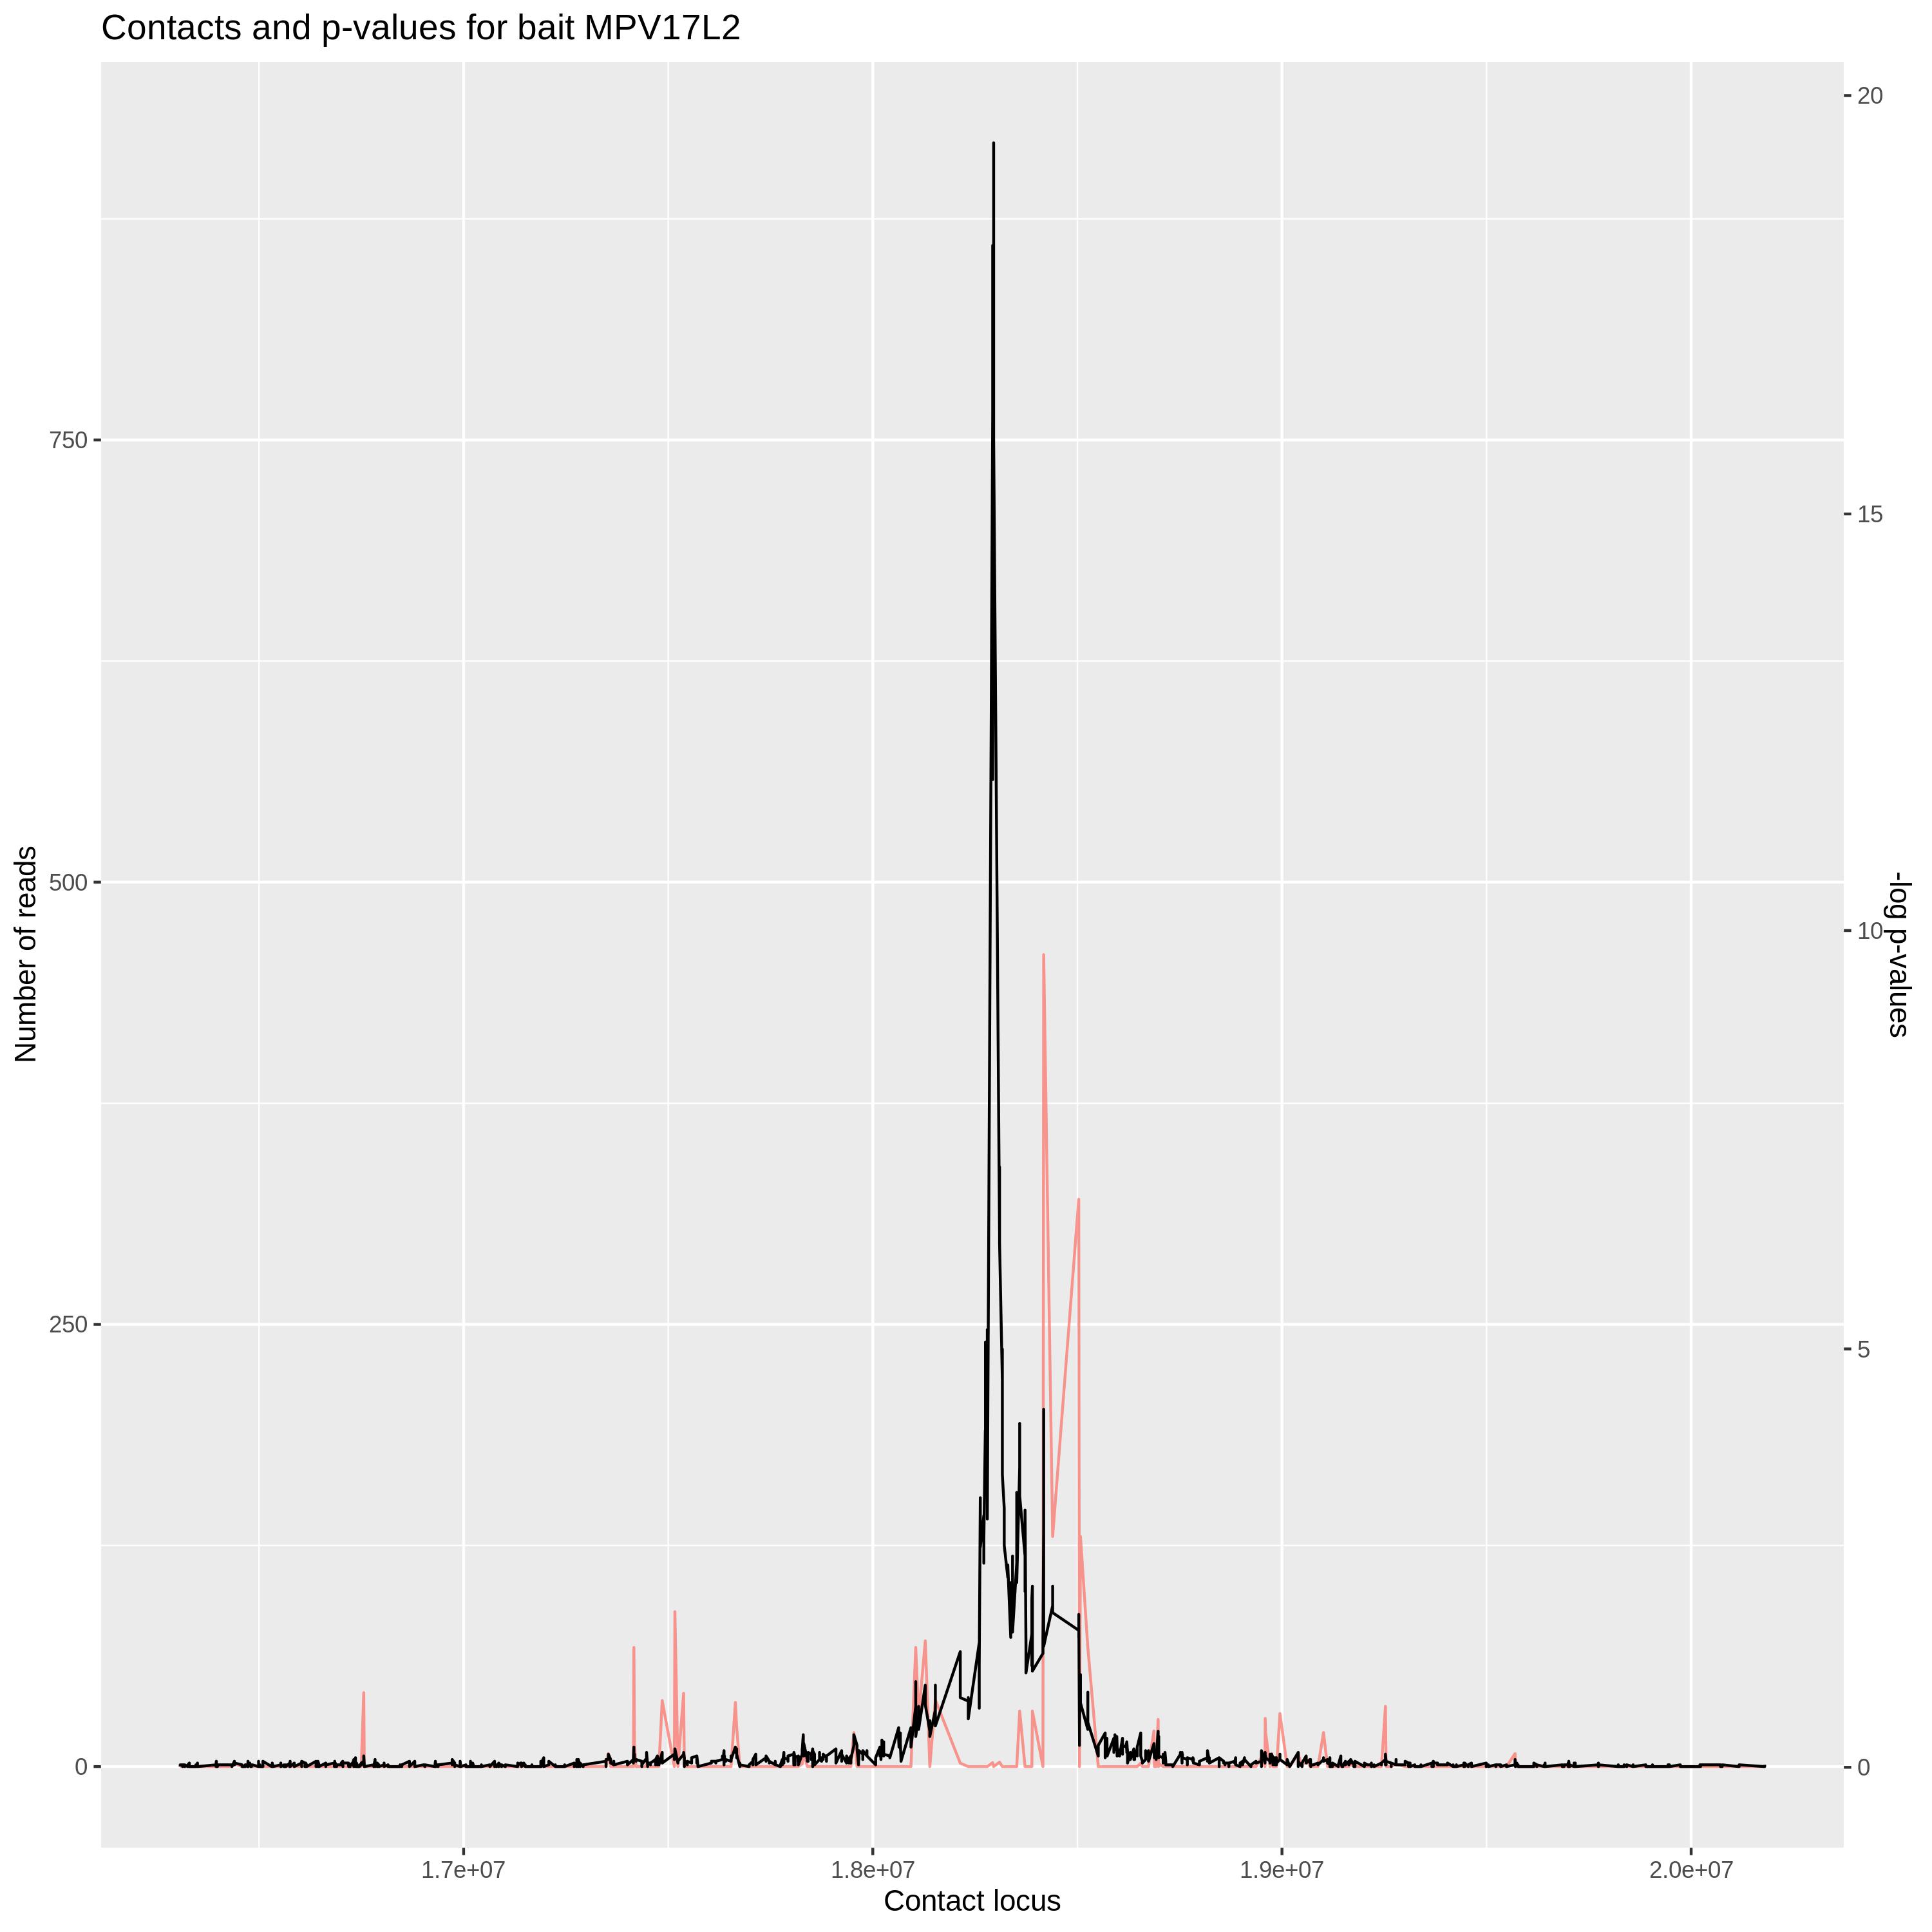 Contacts and p-values for bait MPV17L2
Number of reads
750
500
250
0
20
15
10
5
0
-log p-values
1.7e+07
1.8e+07
1.9e+07
2.0e+07
Contact locus